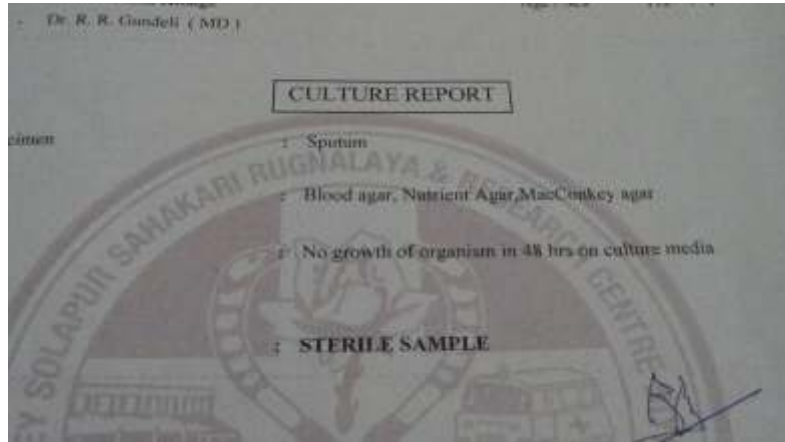 Dr. R. R. Gundeli ( MD )
CULTURE REPORT
cimen : Sputum
: Blood agar, Nutrient Agar,MacConkey agar
: No growth of organism in 48 hrs on culture media
: STERILE SAMPLE
SOLAPUR SAHAKARI RUGNALAYA & RESEARCH CENTRE